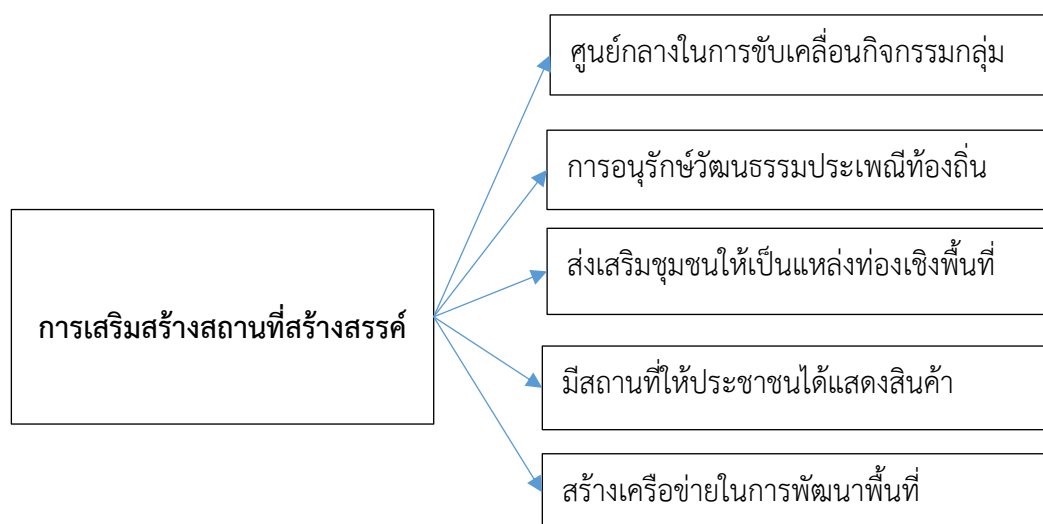 ศูนย์กลางในการขับเคลื่อนกิจกรรมกลุ่ม
การอนุรักษ์วัฒนธรรมประเพณีท้องถิ่น
ส่งเสริมชุมชนให้เป็นแหล่งท่องเชิงพื้นที่
การเสริมสร้างสถานที่สร้างสรรค์
มีสถานที่ให้ประชาชนได้แสดงสินค้า
สร้างเครือข่ายในการพัฒนาพื้นที่